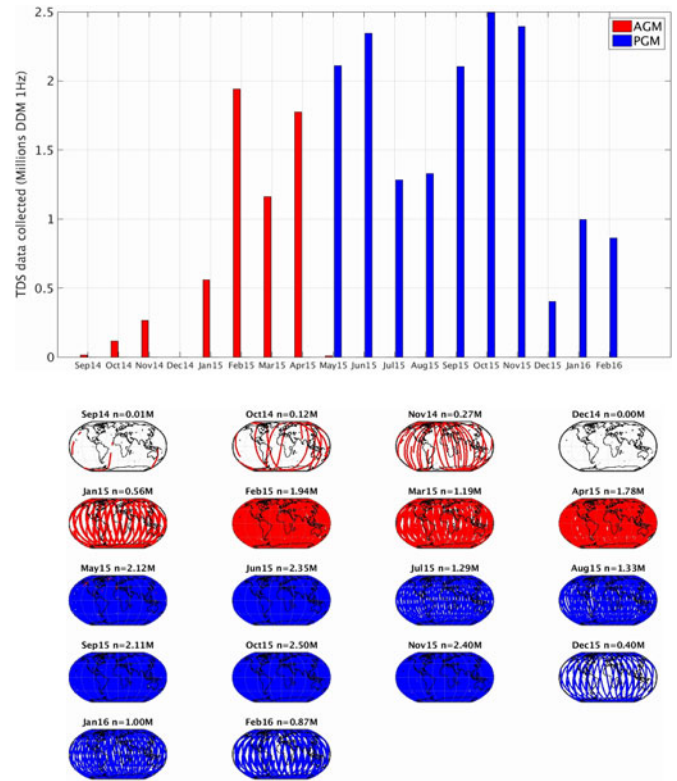 2.5
AGM
PGM
2
1.5
1
0.5
0
TDS data collected (Millions DDM 1Hz)
Sep14 Oct14 Nov14 Dec14 Jan15 Feb15 Mar15 Apr15 May15 Jun15 Jul15 Aug15 Sep15 Oct15 Nov15 Dec15 Jan16 Feb16
Sep14 n=0.01M Oct14 n=0.12M Nov14 n=0.27M Dec14 n=0.00M
Jan15 n=0.56M Feb15 n=1.94M Mar15 n=1.19M Apr15 n=1.78M
May15 n=2.12M Jun15 n=2.35M Jul15 n=1.29M Aug15 n=1.33M
Sep15 n=2.11M Oct15 n=2.50M Nov15 n=2.40M Dec15 n=0.40M
Jan16 n=1.00M Feb16 n=0.87M